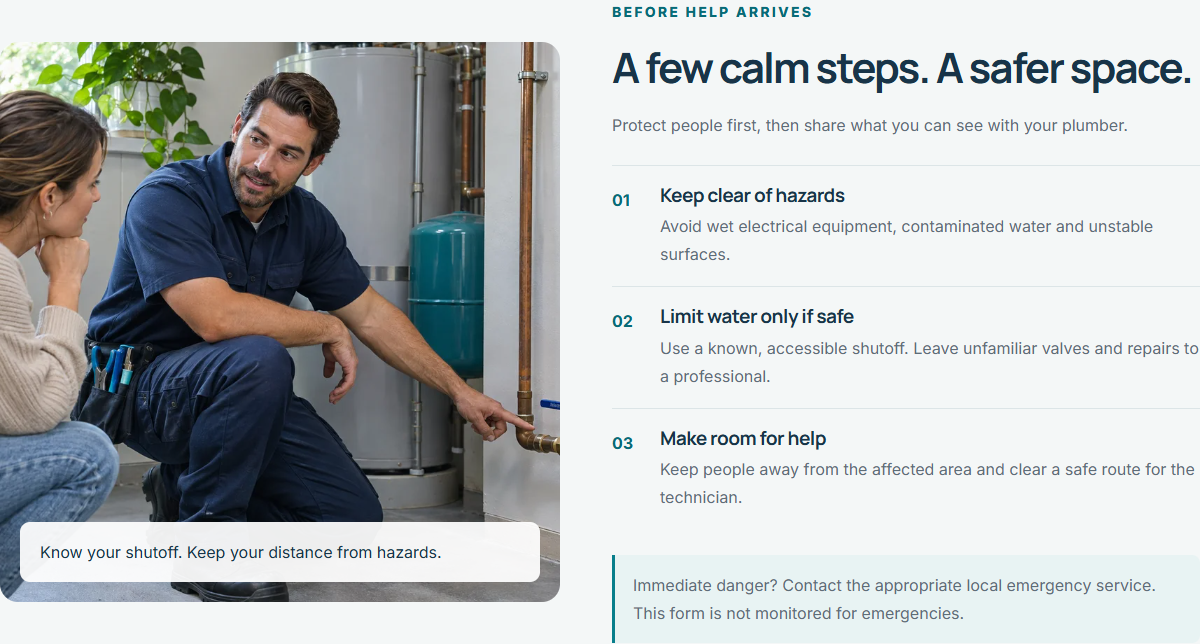 BEFORE HELP ARRIVES
A few calm steps. A safer space.
Protect people first, then share what you can see with your plumber.
01
Keep clear of hazards
Avoid wet electrical equipment, contaminated water and unstable
surfaces.
02
Limit water only if safe
Use a known, accessible shutoff. Leave unfamiliar valves and repairs to
a professional.
03
Make room for help
Keep people away from the affected area and clear a safe route for the
technician.
Know your shutoff. Keep your distance from hazards.
Immediate danger? Contact the appropriate local emergency service.
This form is not monitored for emergencies.